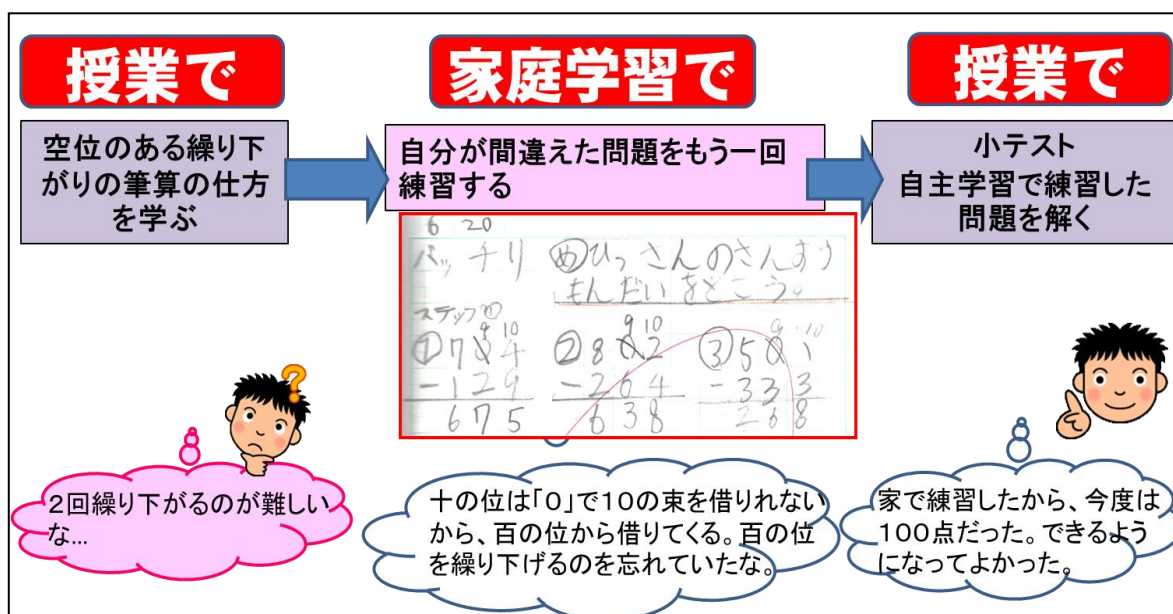 授業で
空位のある繰り下
がりの筆算の仕方
を学ぶ
家庭学習で
自分が間違えた問題をもう一回
練習する
授業で
小テスト
自主学習で練習した
問題を解く
6 20
バッチリ めひっさんのさんすう
もんだいをとこう。
ステップ①
9 10 9 10 9 10
①704 ②802 ③501
-129 -264 -333
675 638 268
2回繰り下がるのが難しい
な...
十の位は「0」で10の束を借りれない
から、百の位から借りてくる。百の位
を繰り下げるのを忘れていたな。
家で練習したから、今度は
100点だった。できるよう
になってよかった。